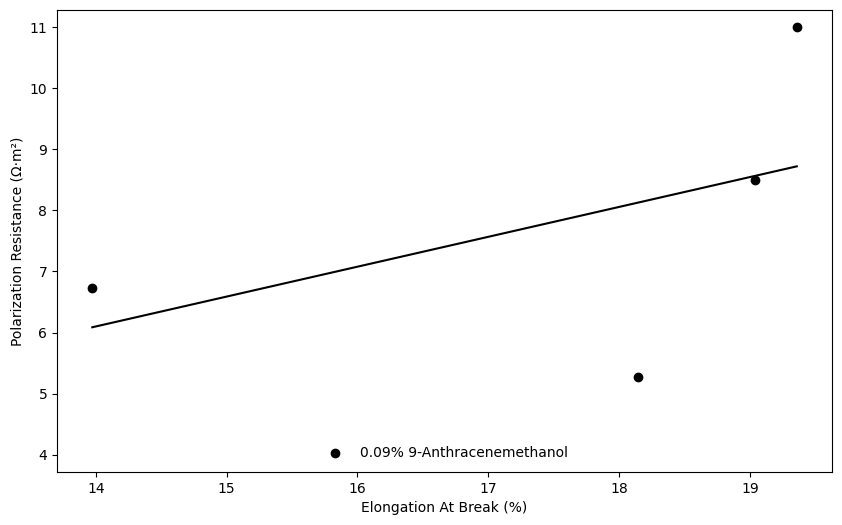 11
10
9
8
7
6
5
4
Polarization Resistance (Ω·m²)
0.09% 9-Anthracenemethanol
14 15 16 17 18 19
Elongation At Break (%)